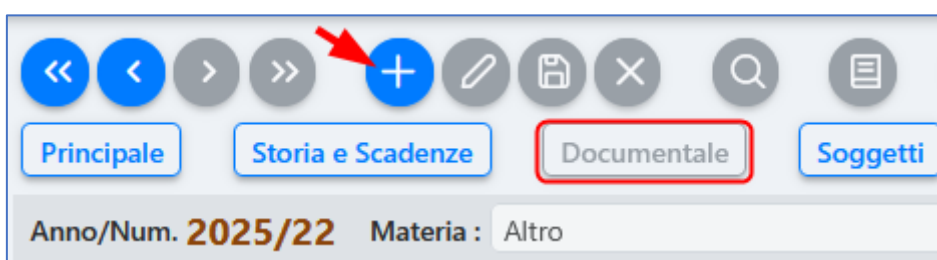 Principale Storia e Scadenze Documentale Soggetti
Anno/Num. 2025/22 Materia : Altro